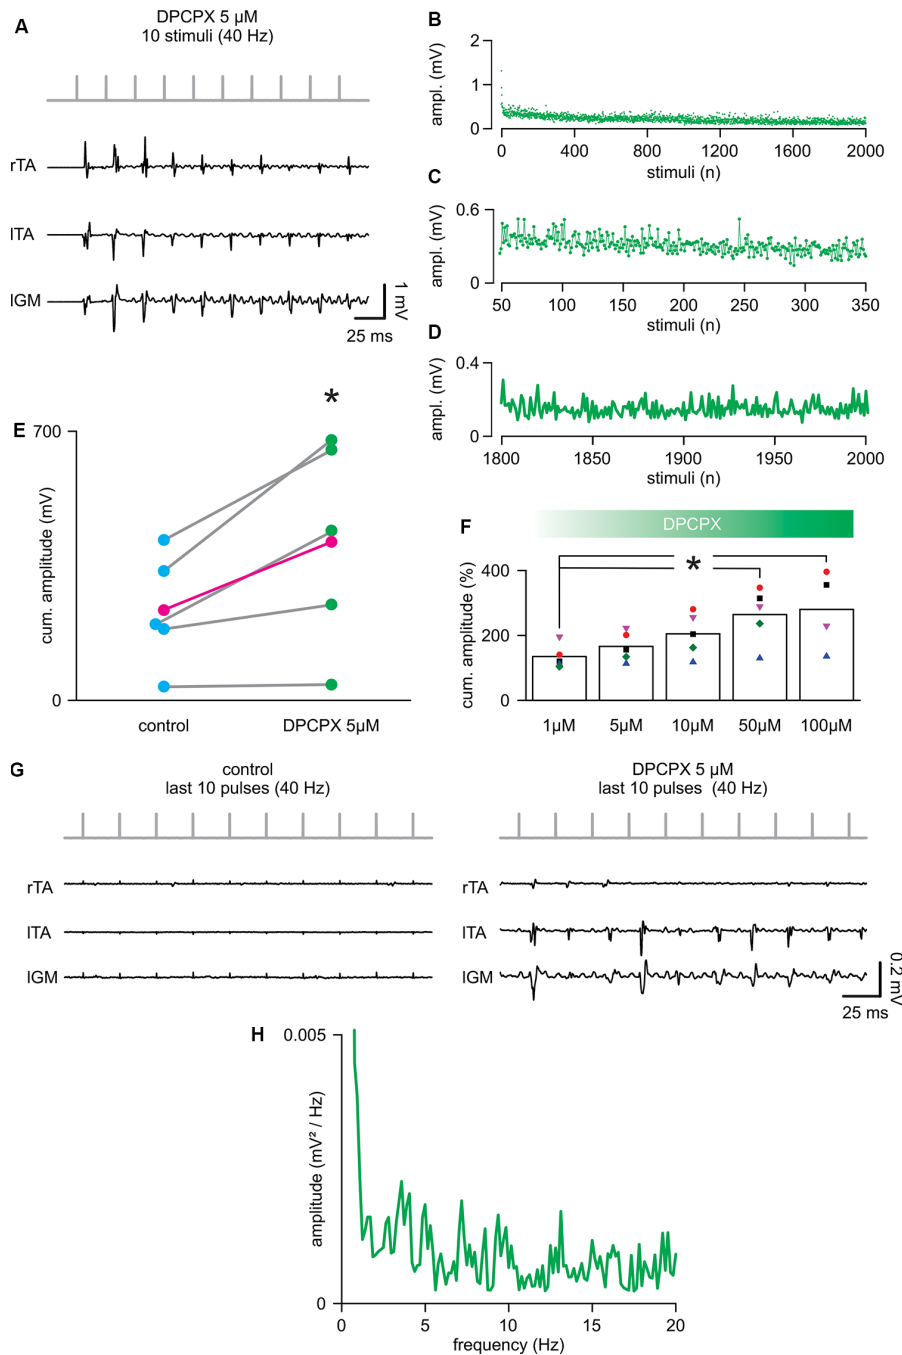 A
DPCPX 5 µM
10 stimuli (40 Hz)
rTA
lTA
lGM
1 mV
25 ms
B
ampl. (mV)
2
1
0
0 400 800 1200 1600 2000
stimuli (n)
C
ampl. (mV)
0.6
0
50 100 150 200 250 300 350
stimuli (n)
D
ampl. (mV)
0.4
0
1800 1850 1900 1950 2000
stimuli (n)
E
cum. amplitude (mV)
700
0
*
control DPCPX 5µM
F
DPCPX
*
cum. amplitude (%)
400
200
0
1µM 5µM 10µM 50µM 100µM
G
control
last 10 pulses (40 Hz)
rTA
lTA
lGM
DPCPX 5 µM
last 10 pulses (40 Hz)
rTA
lTA
lGM
0.2 mV
25 ms
H
amplitude (mV² / Hz)
0.005
0
0 5 10 15 20
frequency (Hz)